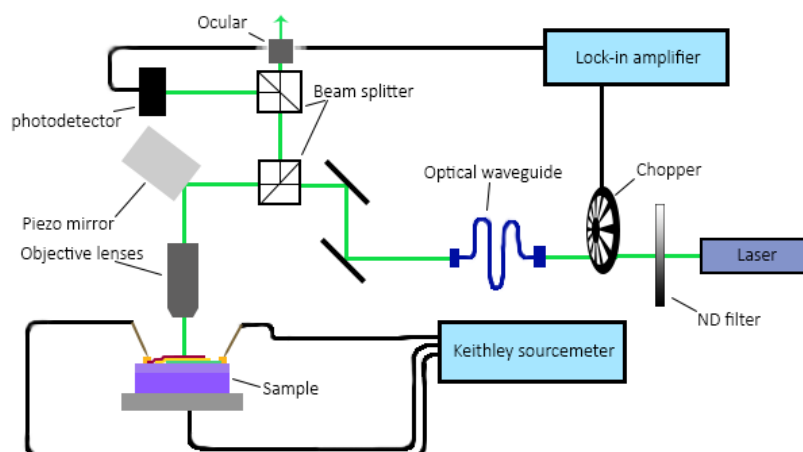 Ocular
Lock-in amplifier
Beam splitter
photodetector
Optical waveguide
Chopper
Piezo mirror
Objective lenses
Laser
ND filter
Keithley sourcemeter
Sample